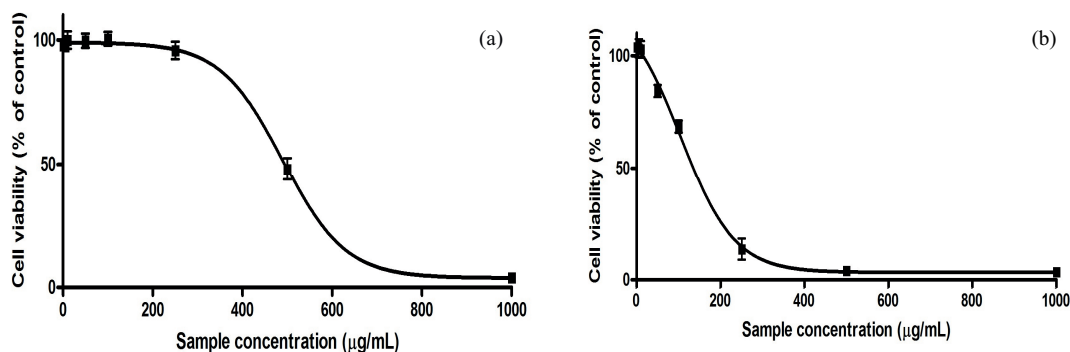 (a)
Cell viability (% of control)
100
50
0
0 200 400 600 800 1000
Sample concentration (μg/mL)
(b)
Cell viability (% of control)
100
50
0
0 200 400 600 800 1000
Sample concentration (μg/mL)